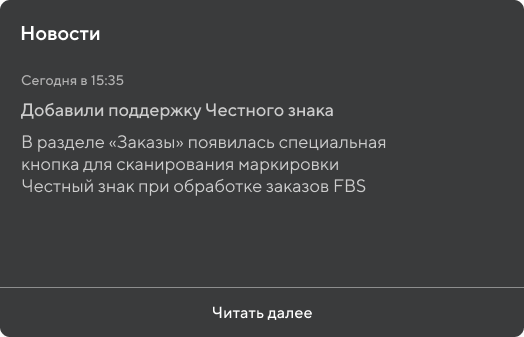 Новости
Сегодня в 15:35
Добавили поддержку Честного знака
В разделе «Заказы» появилась специальная
кнопка для сканирования маркировки
Честный знак при обработке заказов FBS
Читать далее